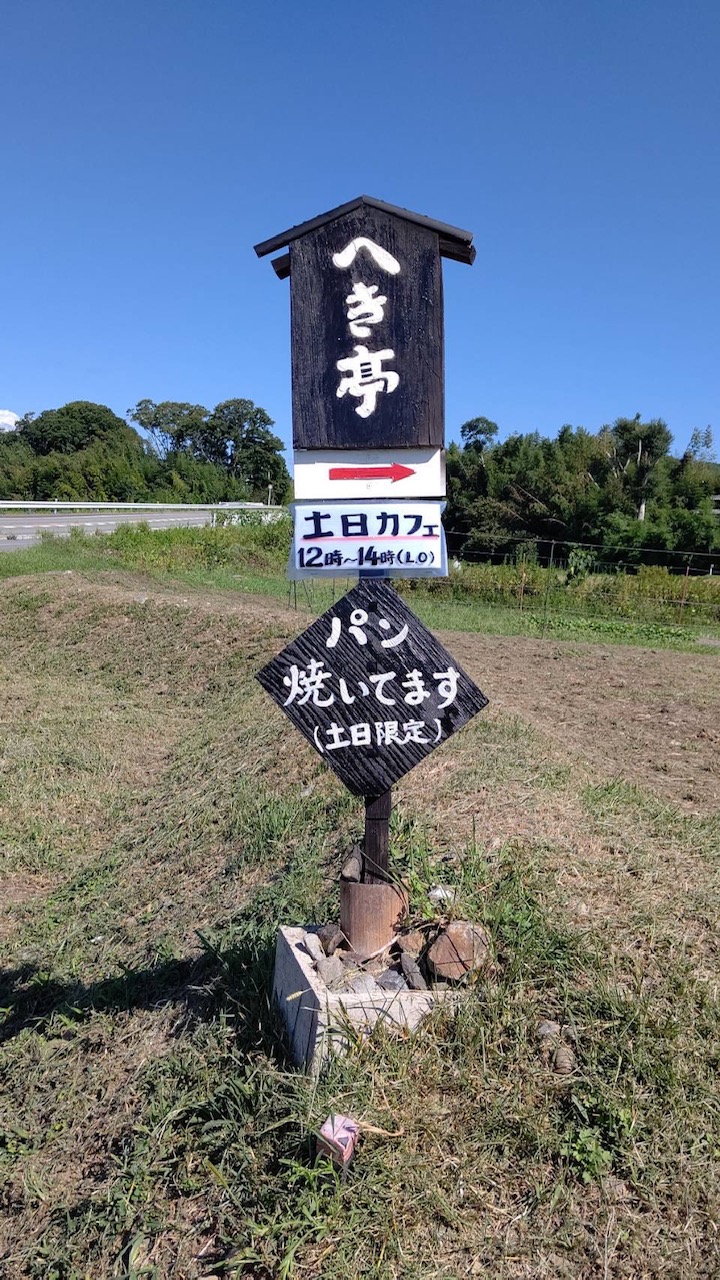 へき亭
土日カフェ
12時~14時(L.O)
パン
焼いてます
(土日限定)